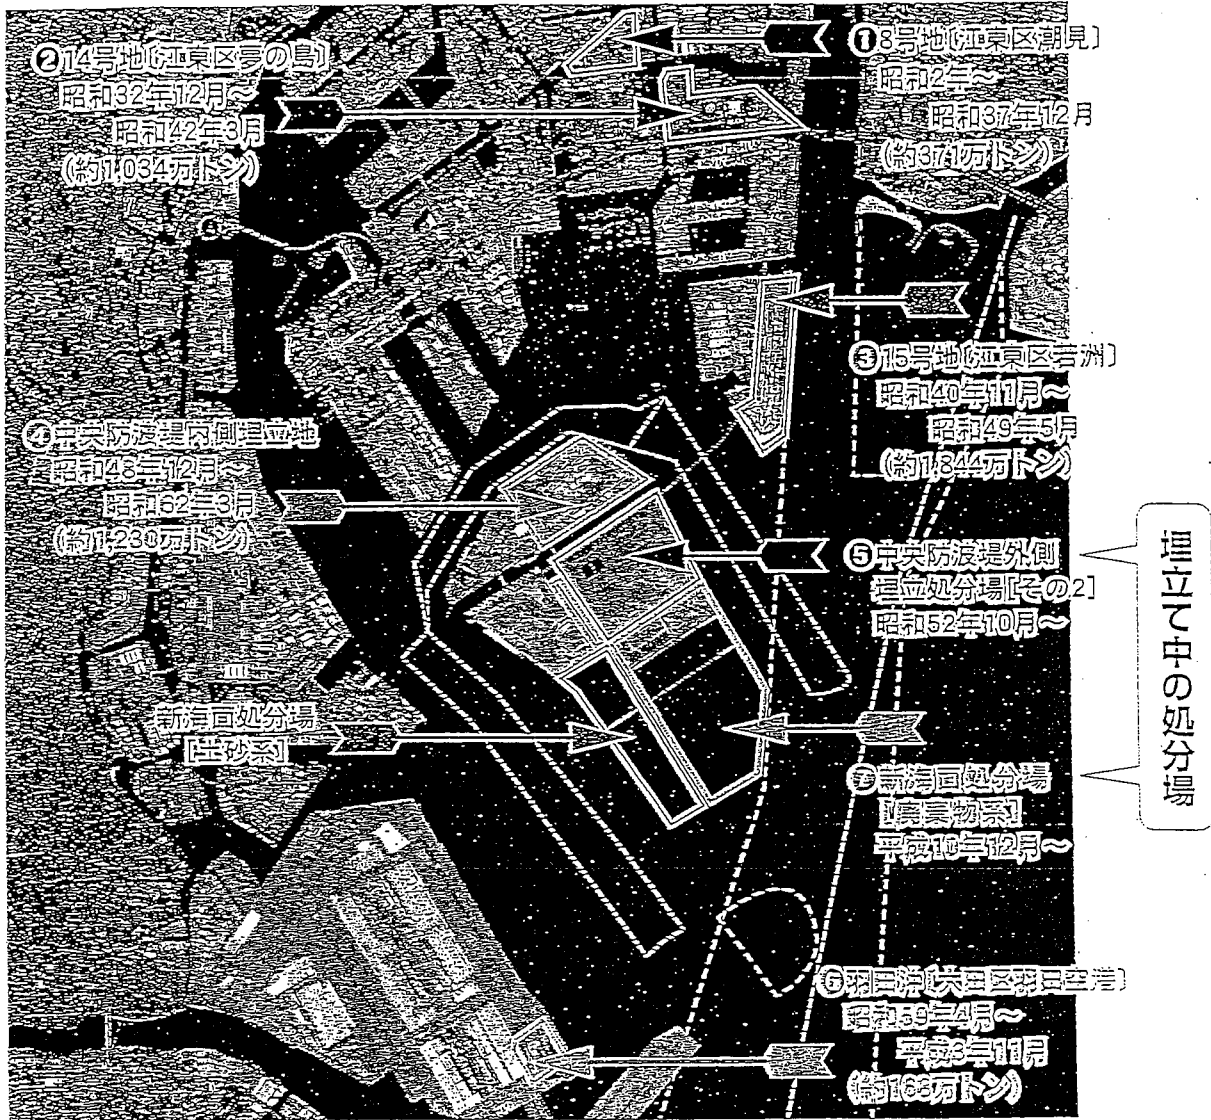 ①8号地[江東区潮見]
昭和2年～
昭和37年12月
(約371万トン)
②14号地[江東区夢の島]
昭和32年12月～
昭和42年3月
(約1,034万トン)
③15号地[江東区若洲]
昭和40年11月～
昭和49年5月
(約1,844万トン)
④中央防波堤内側埋立地
昭和48年12月～
昭和62年3月
(約1,230万トン)
⑤中央防波堤外側
埋立処分場[その2]
昭和52年10月～
新海面処分場
[土砂系]
⑦新海面処分場
[廃棄物系]
平成10年12月～
⑥羽田沖[大田区羽田空港]
昭和59年4月～
平成3年11月
(約168万トン)
埋立て中の処分場